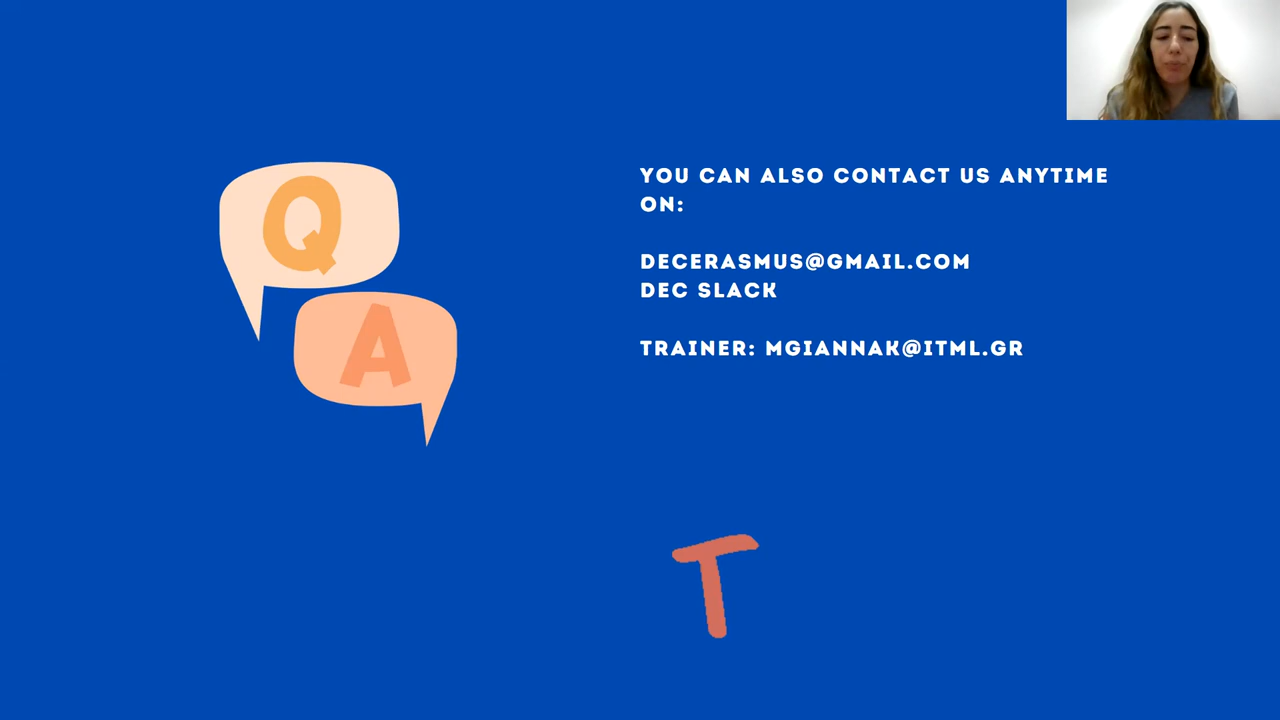 Q
A
YOU CAN ALSO CONTACT US ANYTIME
ON:
DECERASMUS@GMAIL.COM
DEC SLACK
TRAINER: MGIANNAK@ITML.GR
T